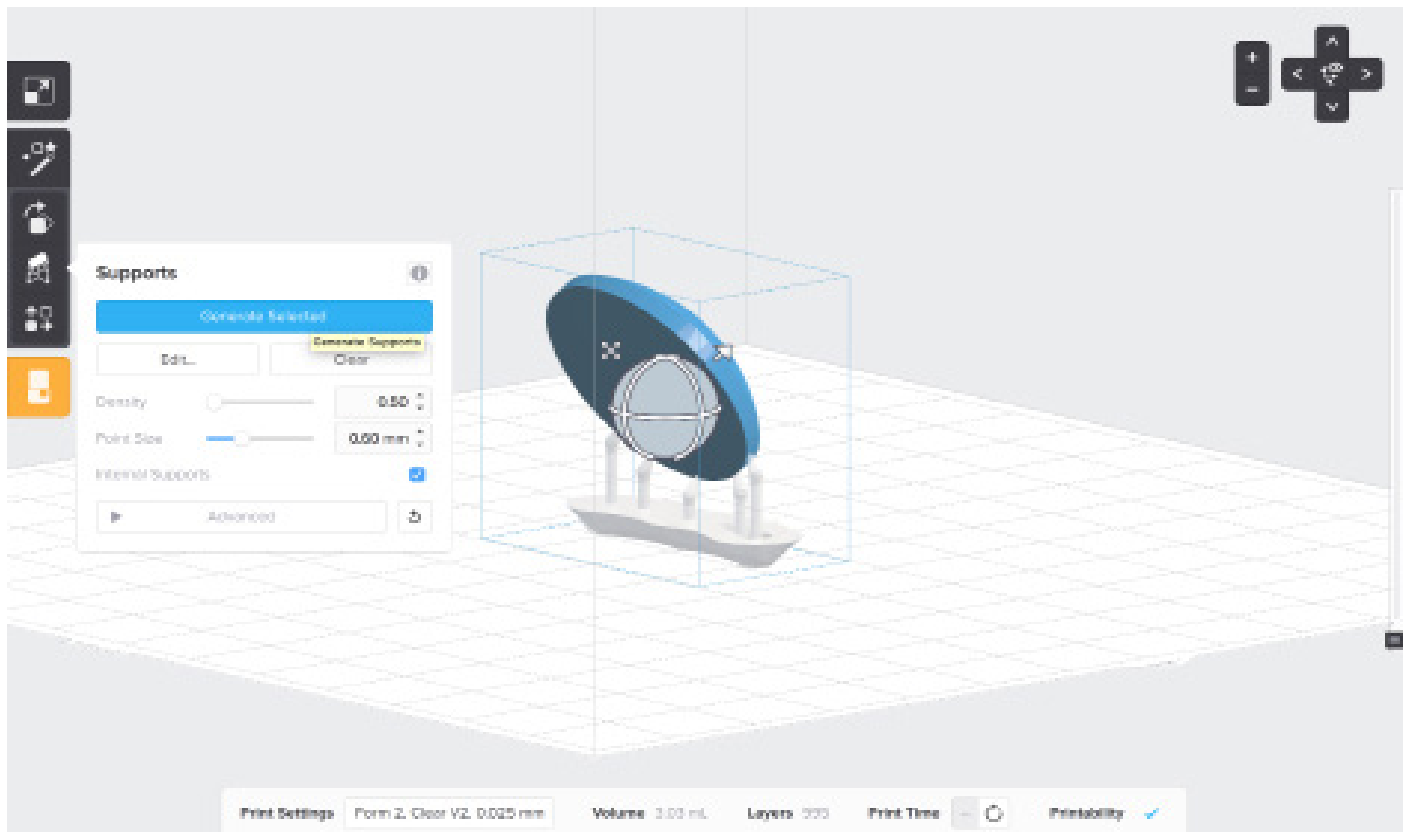 Supports
Generate Selected
Generate Supports
Edit...
Clear
Density
0.50
Point Size
0.60 mm
Internal Supports
Advanced
Print Settings Form 2, Clear V2, 0.025 mm Volume mL Layers Print Time Printability